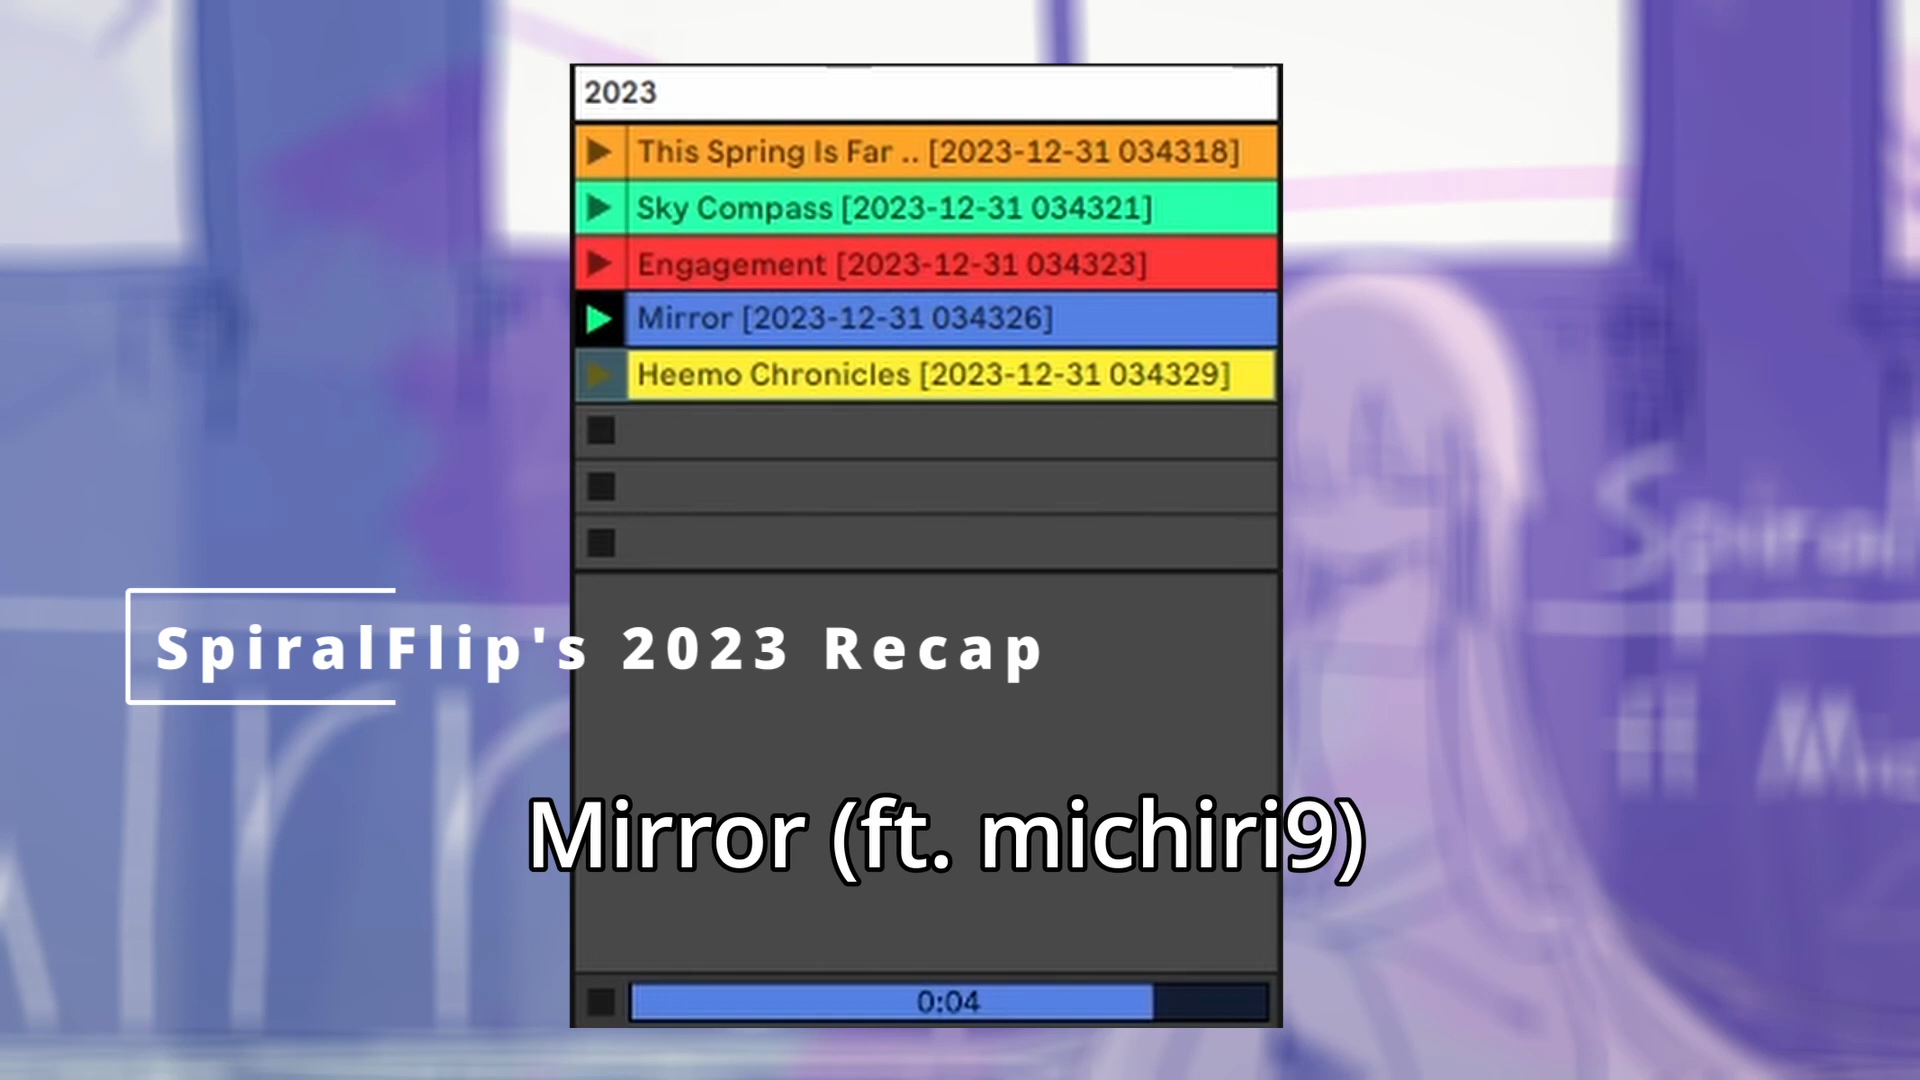 2023
This Spring Is Far .. [2023-12-31 034318]
Sky Compass [2023-12-31 034321]
Engagement [2023-12-31 034323]
Mirror [2023-12-31 034326]
Heemo Chronicles [2023-12-31 034329]
SpiralFlip's 2023 Recap
Mirror (ft. michiri9)
0:04